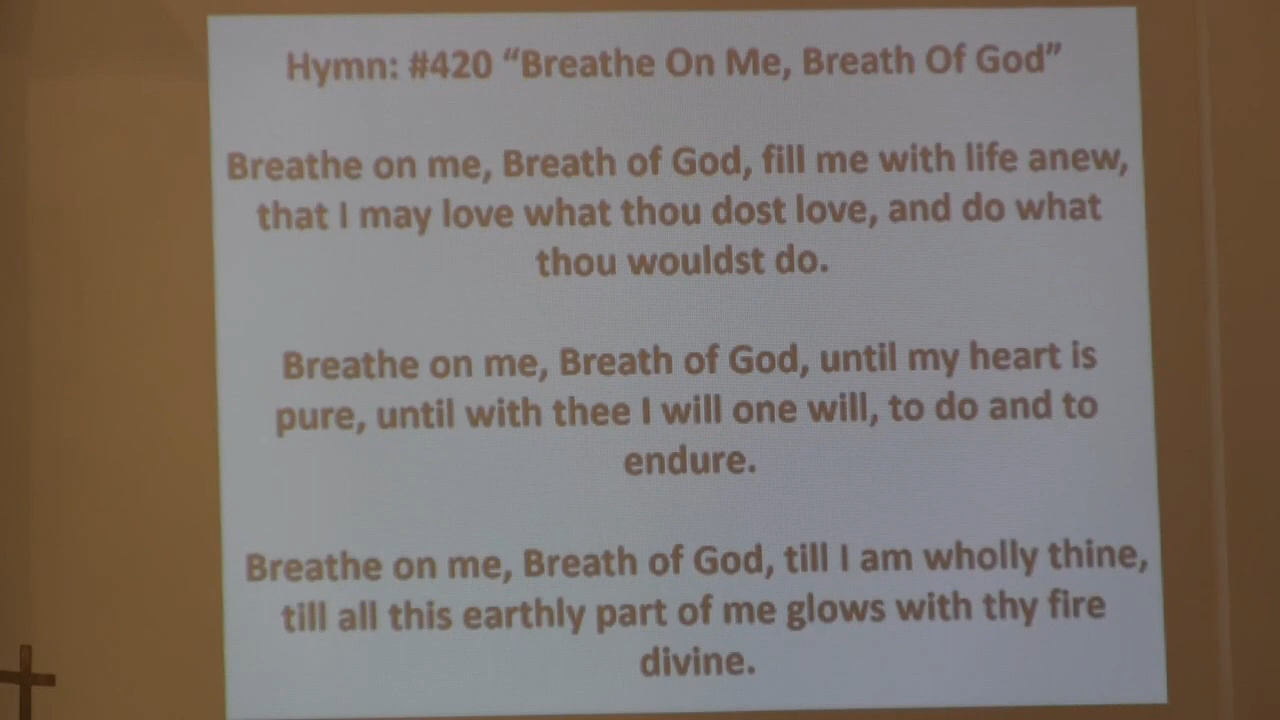 Hymn: #420 “Breathe On Me, Breath Of God”
Breathe on me, Breath of God, fill me with life anew,
that I may love what thou dost love, and do what
thou wouldst do.
Breathe on me, Breath of God, until my heart is
pure, until with thee I will one will, to do and to
endure.
Breathe on me, Breath of God, till I am wholly thine,
till all this earthly part of me glows with thy fire
divine.